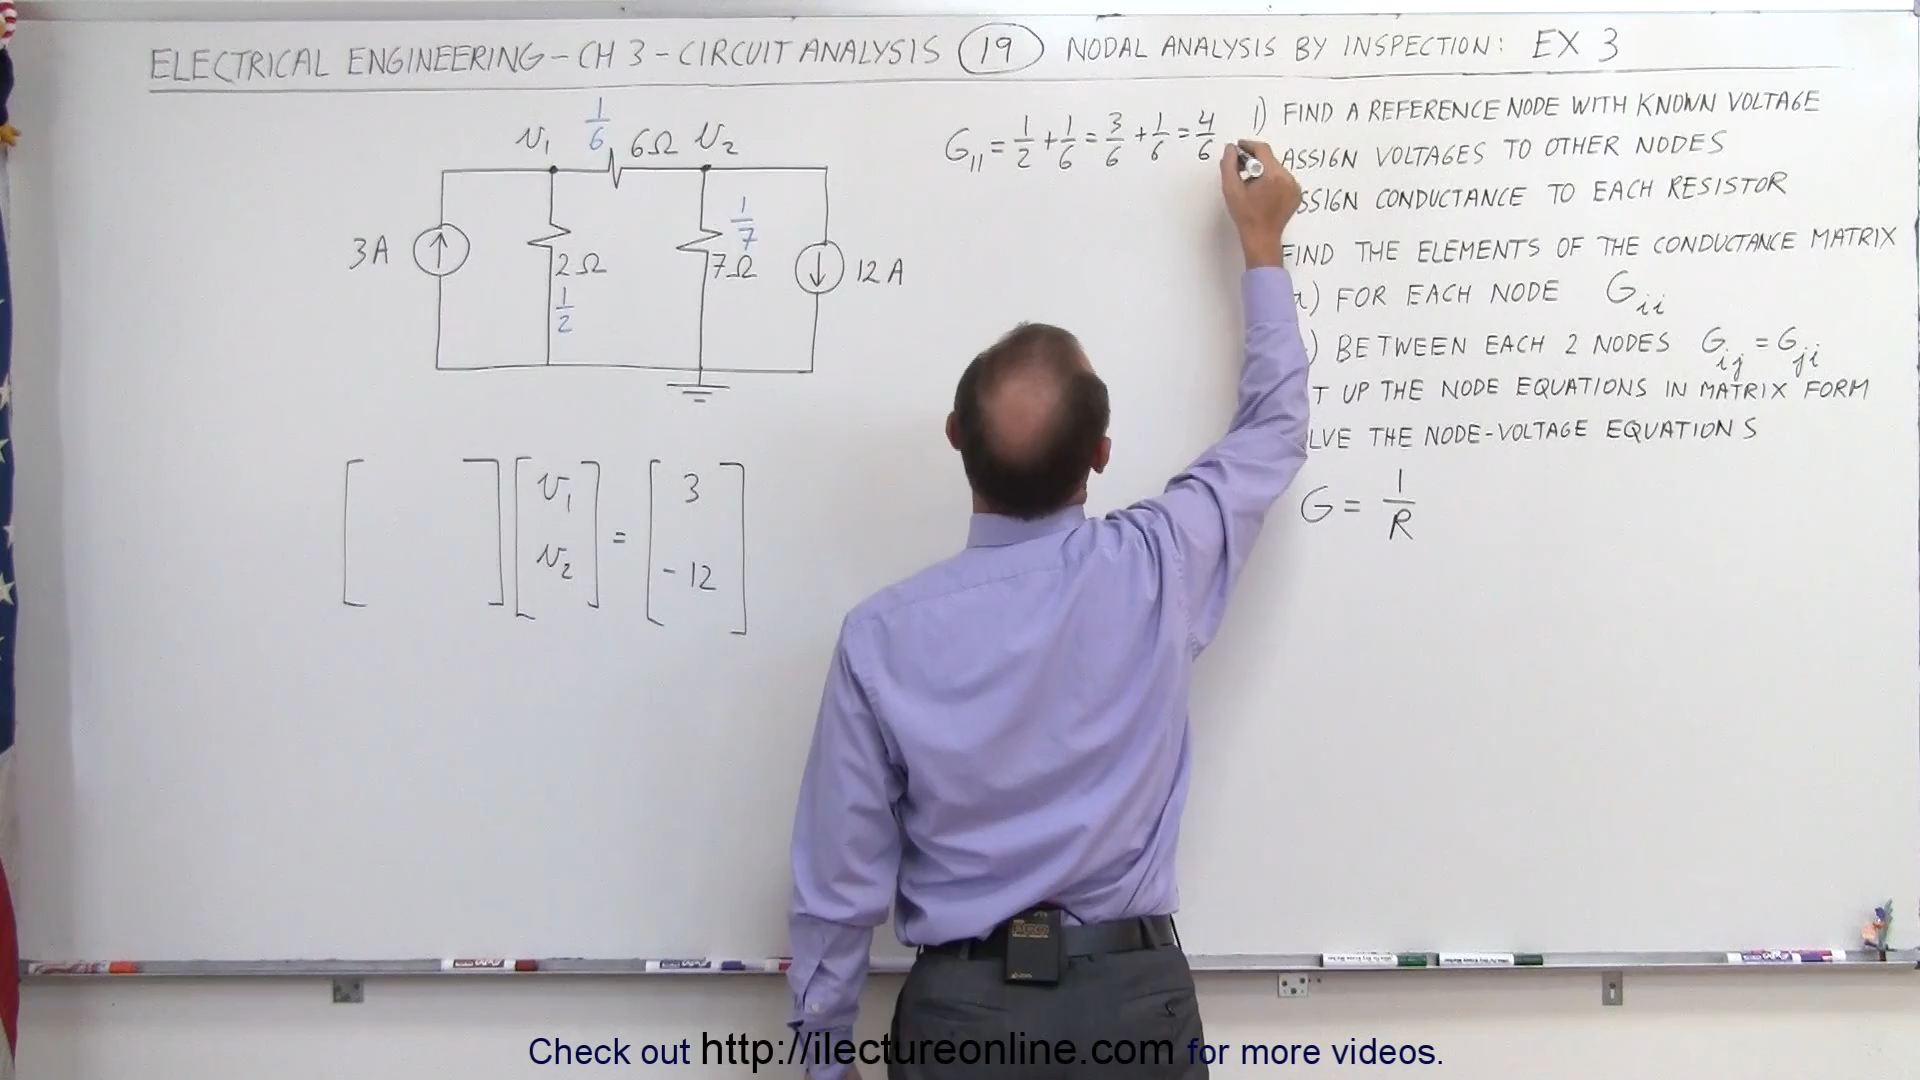 ELECTRICAL ENGINEERING - CH 3 - CIRCUIT ANALYSIS 19 NODAL ANALYSIS BY INSPECTION: EX 3
v₁ 1/6 6Ω v₂
3A
2Ω
1/2
1/7
7Ω
12A
G₁₁ = 1/2 + 1/6 = 3/6 + 1/6 = 4/6
1) FIND A REFERENCE NODE WITH KNOWN VOLTAGE
ASSIGN VOLTAGES TO OTHER NODES
SSIGN CONDUCTANCE TO EACH RESISTOR
FIND THE ELEMENTS OF THE CONDUCTANCE MATRIX
a) FOR EACH NODE Gᵢᵢ
) BETWEEN EACH 2 NODES Gᵢⱼ = Gⱼᵢ
T UP THE NODE EQUATIONS IN MATRIX FORM
LVE THE NODE-VOLTAGE EQUATIONS
G = 1/R
[ ] [ v₁ v₂ ] = [ 3 -12 ]
Check out http://ilectureonline.com for more videos.